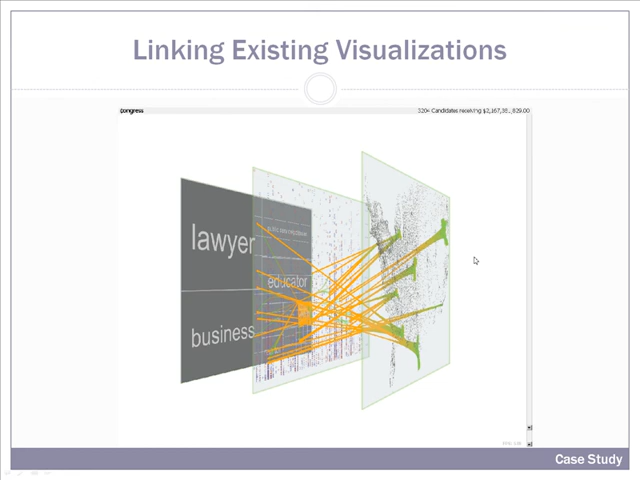 Linking Existing Visualizations
congress
lawyer
educator
business
Case Study